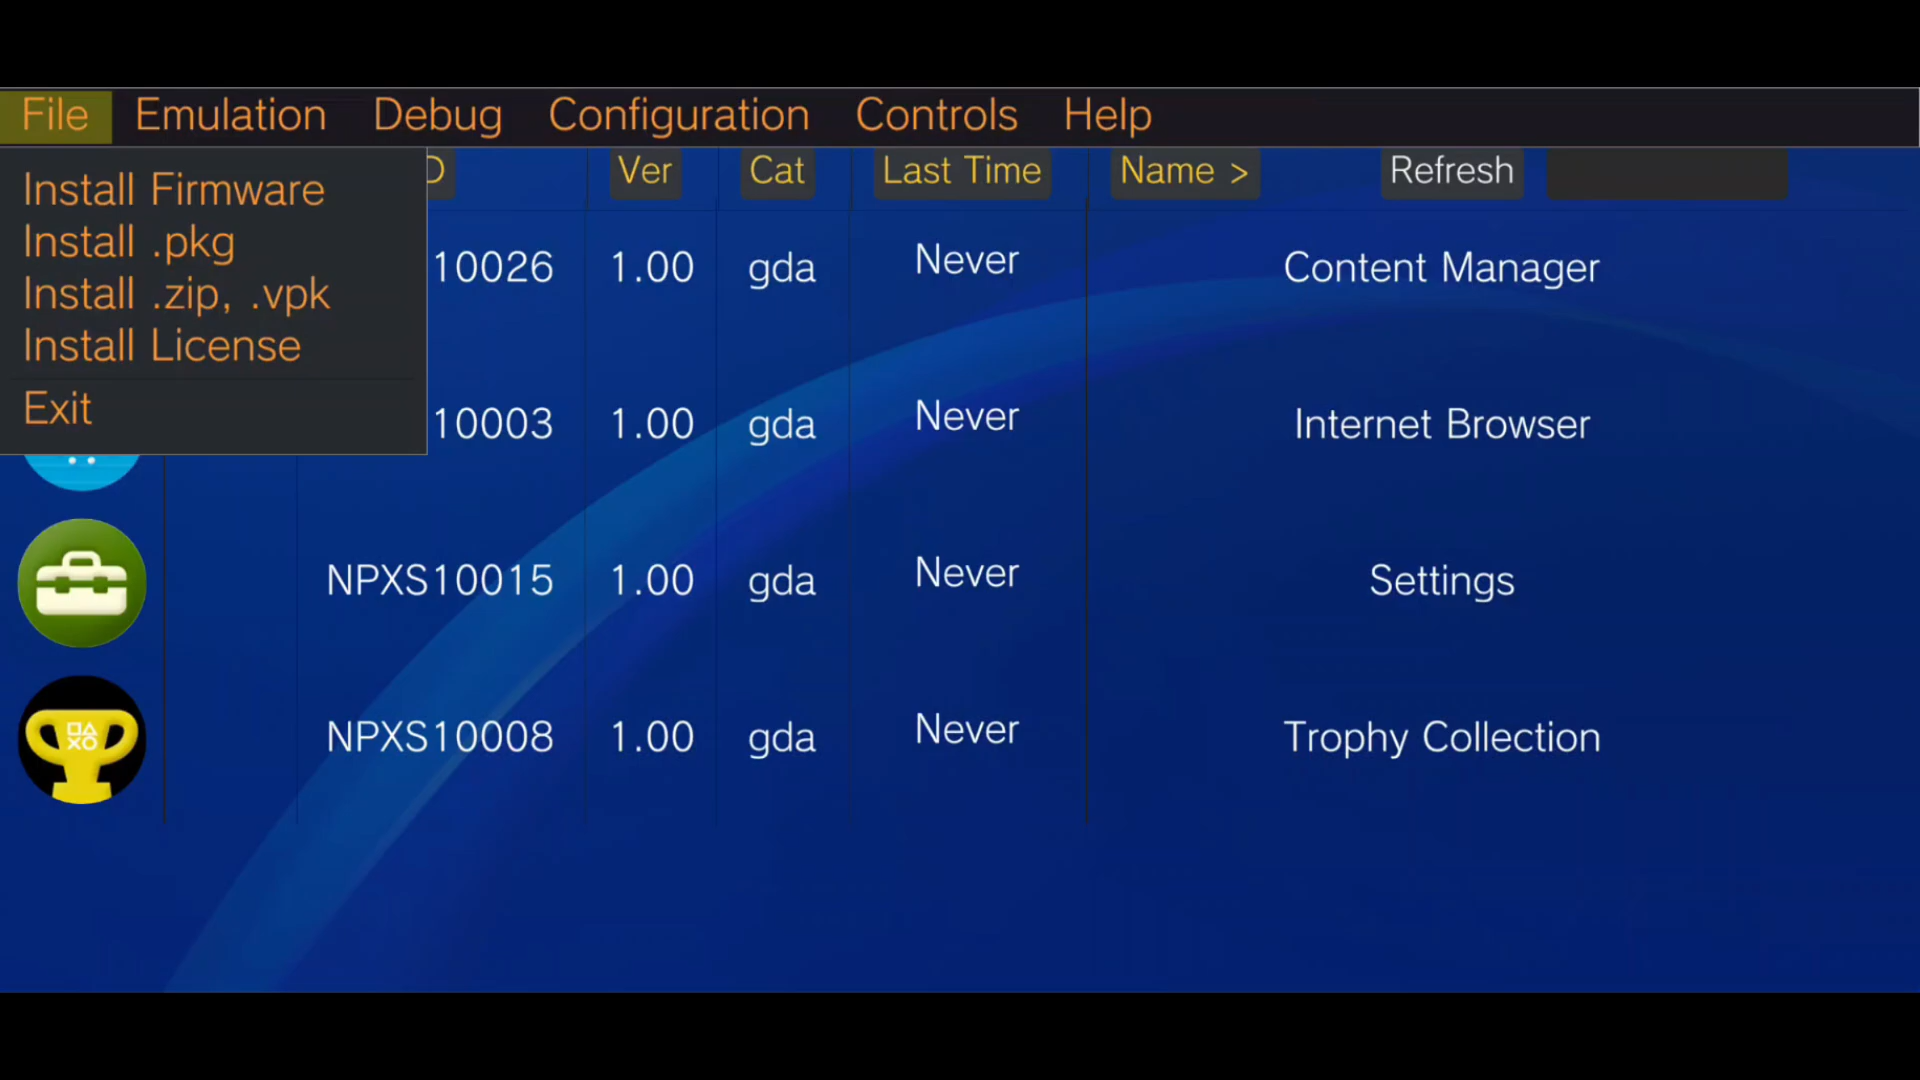 File Emulation Debug Configuration Controls Help
Install Firmware
Install .pkg
Install .zip, .vpk
Install License
Exit
Ver Cat Last Time Name > Refresh
10026 1.00 gda Never Content Manager
10003 1.00 gda Never Internet Browser
NPXS10015 1.00 gda Never Settings
NPXS10008 1.00 gda Never Trophy Collection